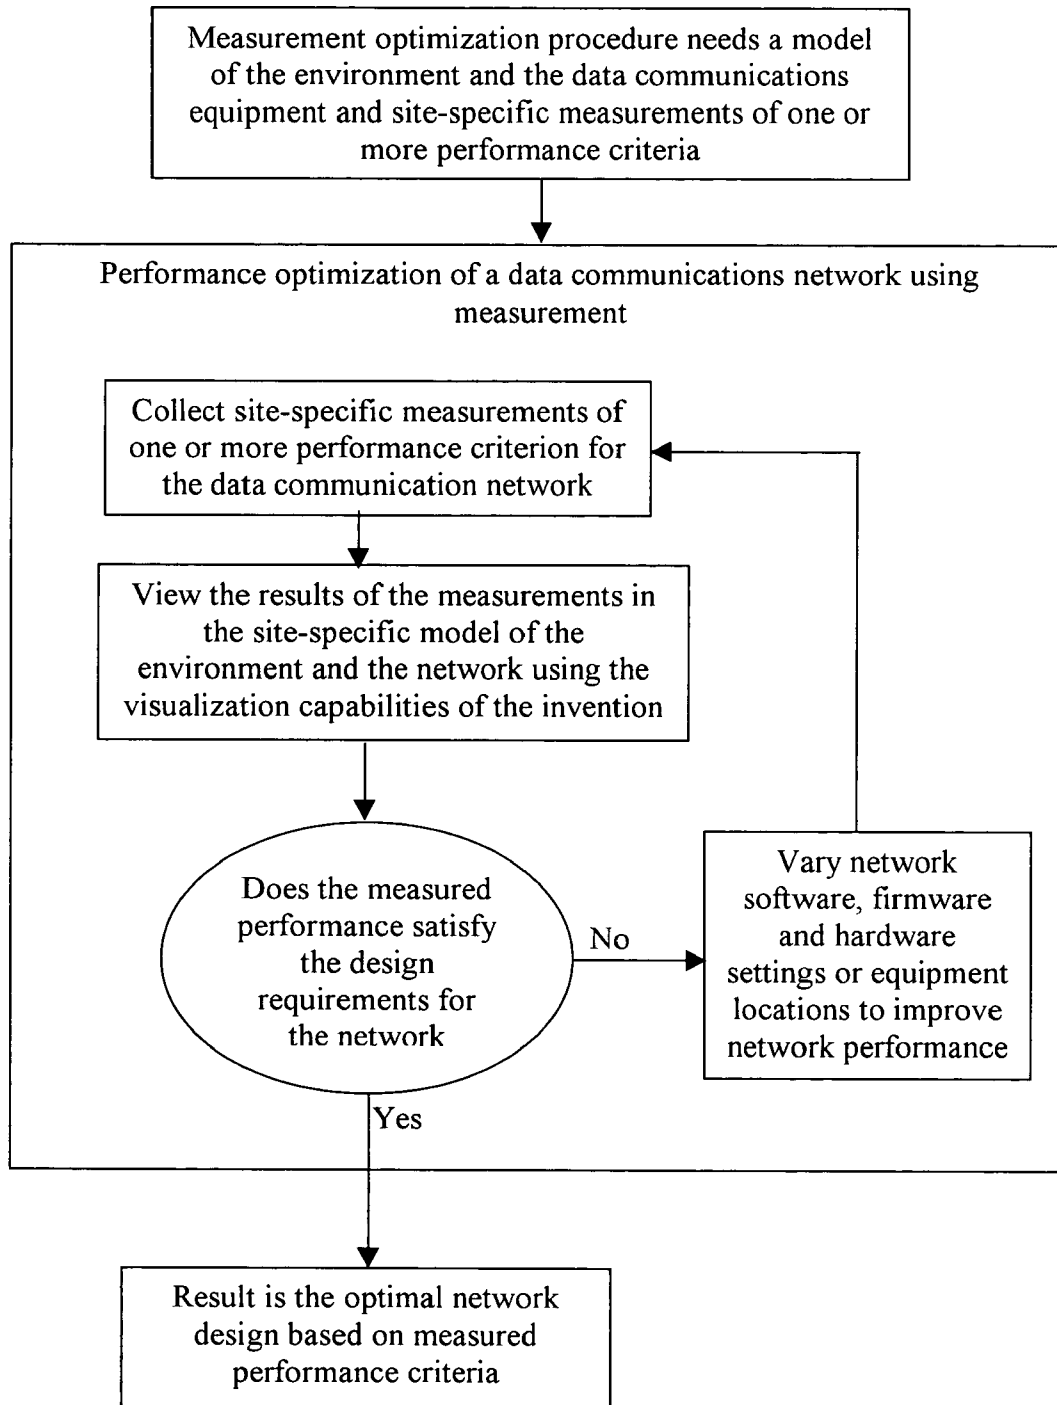 Measurement optimization procedure needs a model
of the environment and the data communications
equipment and site-specific measurements of one or
more performance criteria
Performance optimization of a data communications network using
measurement
Collect site-specific measurements of
one or more performance criterion for
the data communication network
View the results of the measurements in
the site-specific model of the
environment and the network using the
visualization capabilities of the invention
Does the measured
performance satisfy
the design
requirements for
the network
No
Vary network
software, firmware
and hardware
settings or equipment
locations to improve
network performance
Yes
Result is the optimal network
design based on measured
performance criteria